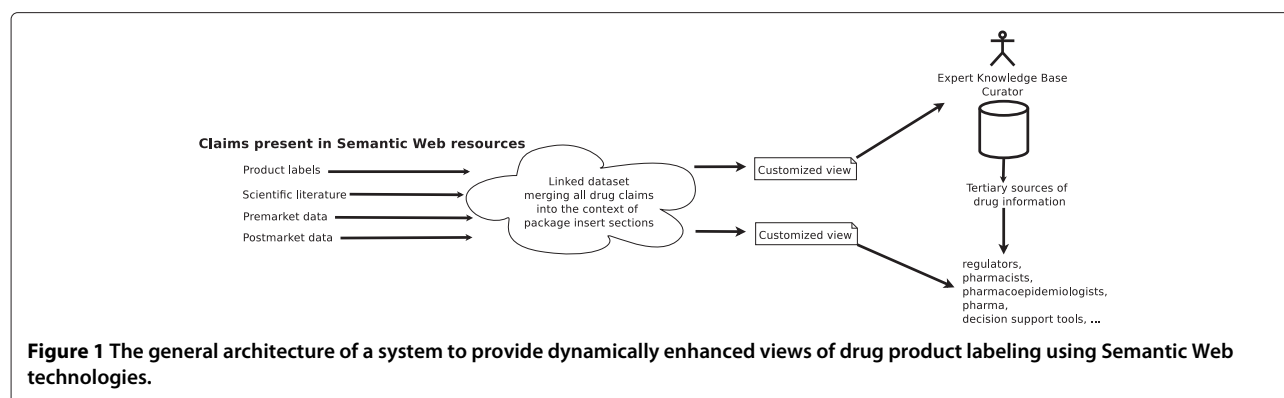 Expert Knowledge Base
Curator
Claims present in Semantic Web resources
Product labels
Scientific literature
Premarket data
Postmarket data
Linked dataset
merging all drug claims
into the context of
package insert sections
Customized view
Customized view
Tertiary sources of
drug information
regulators,
pharmacists,
pharmacoepidemiologists,
pharma,
decision support tools, ...
Figure 1 The general architecture of a system to provide dynamically enhanced views of drug product labeling using Semantic Web
technologies.